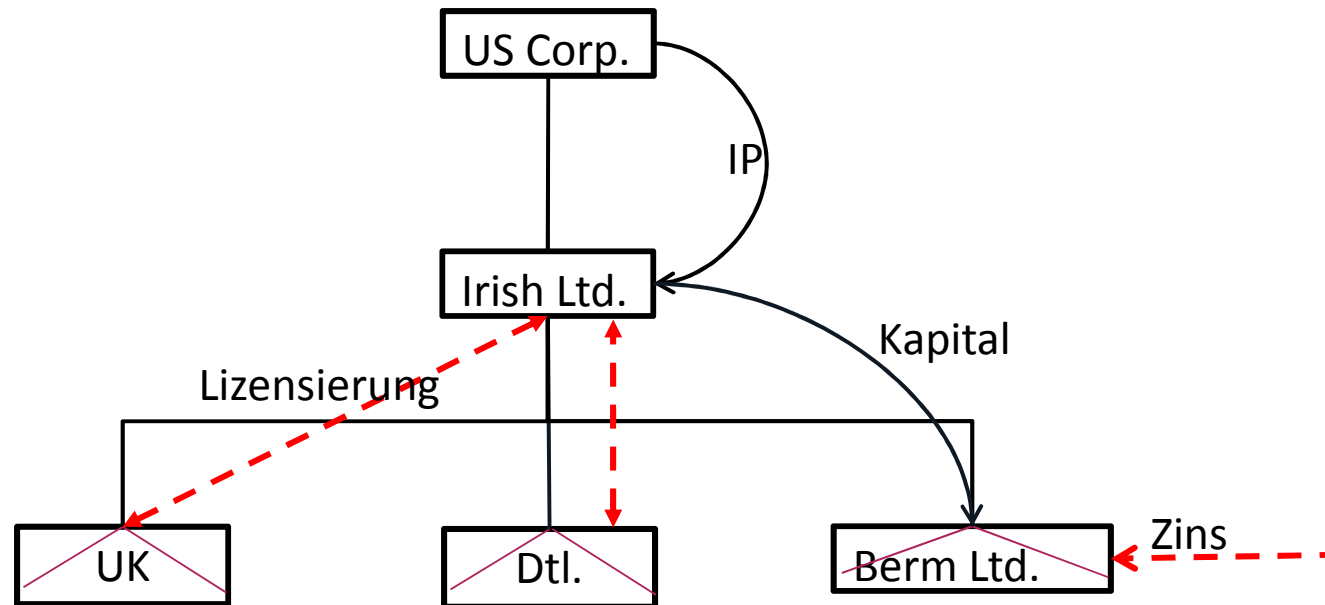 US Corp.
IP
Irish Ltd.
Kapital
Lizensierung
UK
Dtl.
Berm Ltd.
Zins